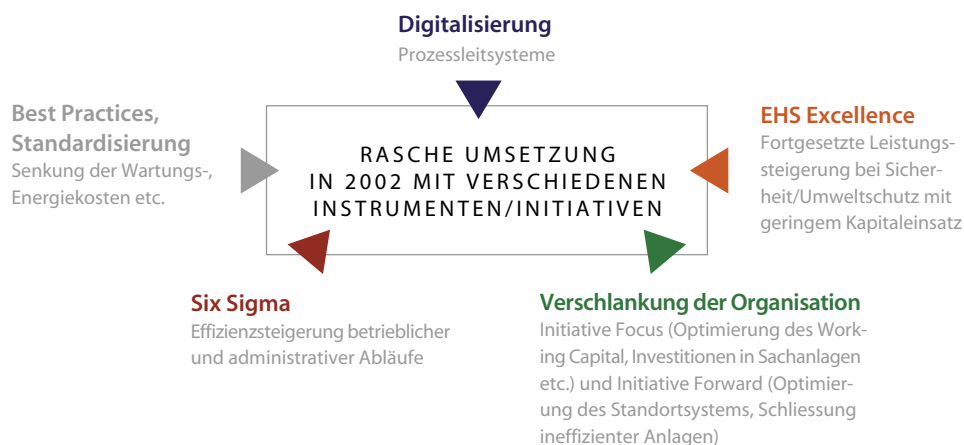 Digitalisierung
Prozessleitsysteme
Best Practices,
Standardisierung
Senkung der Wartungs-,
Energiekosten etc.
RASCHE UMSETZUNG
IN 2002 MIT VERSCHIEDENEN
INSTRUMENTEN/INITIATIVEN
EHS Excellence
Fortgesetzte Leistungs-
steigerung bei Sicher-
heit/Umweltschutz mit
geringem Kapitaleinsatz
Six Sigma
Effizienzsteigerung betrieblicher
und administrativer Abläufe
Verschlankung der Organisation
Initiative Focus (Optimierung des Work-
ing Capital, Investitionen in Sachanlagen
etc.) und Initiative Forward (Optimier-
ung des Standortsystems, Schliessung
ineffizienter Anlagen)